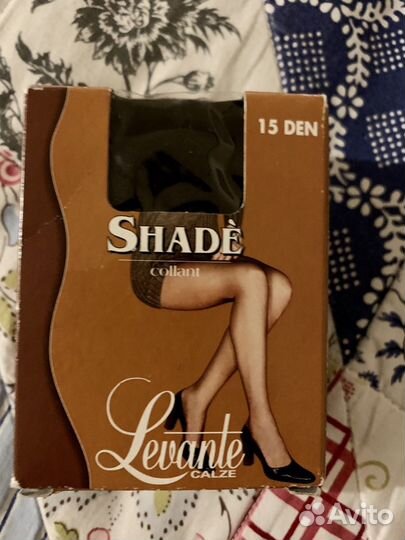 15 DEN
SHADÈ
collant
Levante
CALZE
Avito